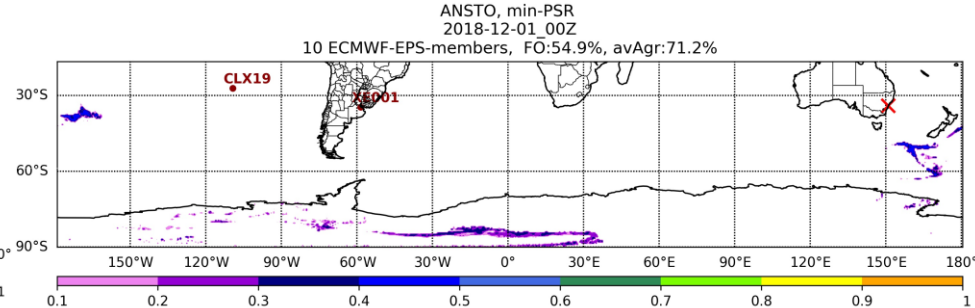 ANSTO, min-PSR
2018-12-01_00Z
10 ECMWF-EPS-members, FO:54.9%, avAgr:71.2%
CLX19
30°S
60°S
90°S
0°
150°W 120°W 90°W 60°W 30°W 0° 30°E 60°E 90°E 120°E 150°E 180°
1
0.1 0.2 0.3 0.4 0.5 0.6 0.7 0.8 0.9 1